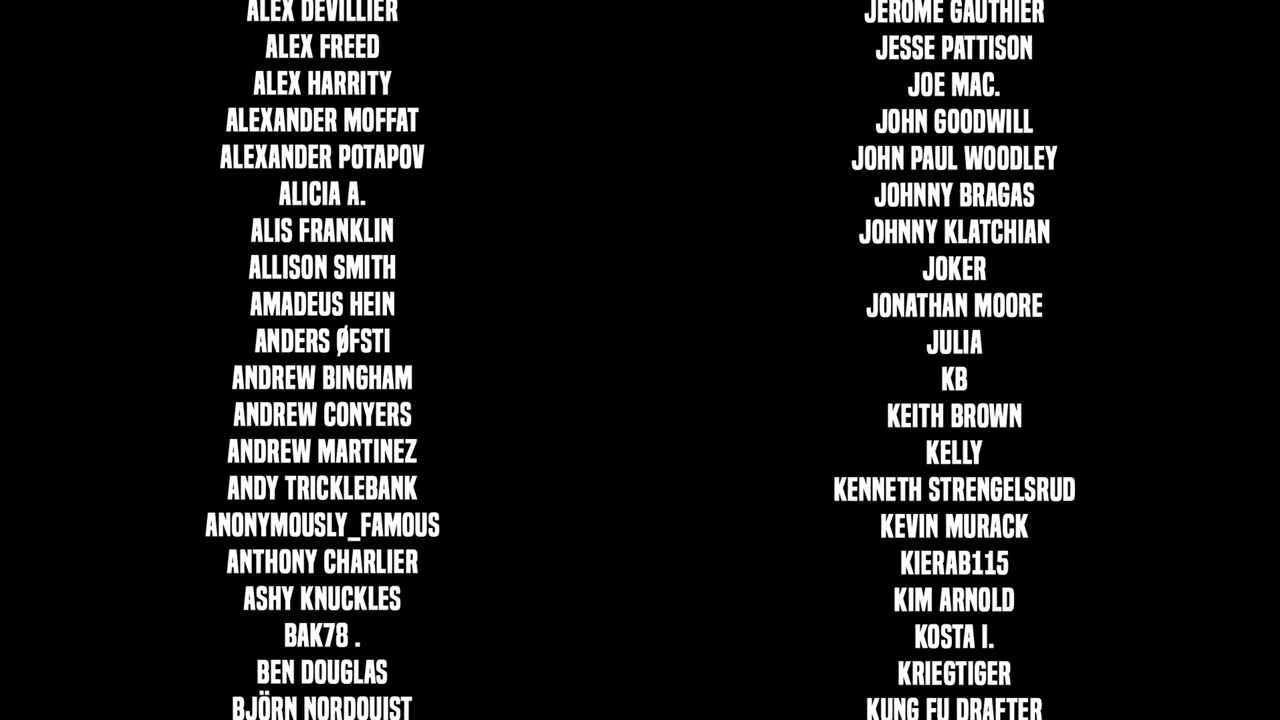 ALEX DEVILLIER
ALEX FREED
ALEX HARRITY
ALEXANDER MOFFAT
ALEXANDER POTAPOV
ALICIA A.
ALIS FRANKLIN
ALLISON SMITH
AMADEUS HEIN
ANDERS ØFSTI
ANDREW BINGHAM
ANDREW CONYERS
ANDREW MARTINEZ
ANDY TRICKLEBANK
ANONYMOUSLY_FAMOUS
ANTHONY CHARLIER
ASHY KNUCKLES
BAK78 .
BEN DOUGLAS
BJÖRN NORDQUIST
JEROME GAUTHIER
JESSE PATTISON
JOE MAC.
JOHN GOODWILL
JOHN PAUL WOODLEY
JOHNNY BRAGAS
JOHNNY KLATCHIAN
JOKER
JONATHAN MOORE
JULIA
KB
KEITH BROWN
KELLY
KENNETH STRENGELSRUD
KEVIN MURACK
KIERAB115
KIM ARNOLD
KOSTA I.
KRIEGTIGER
KUNG FU DRAFTER